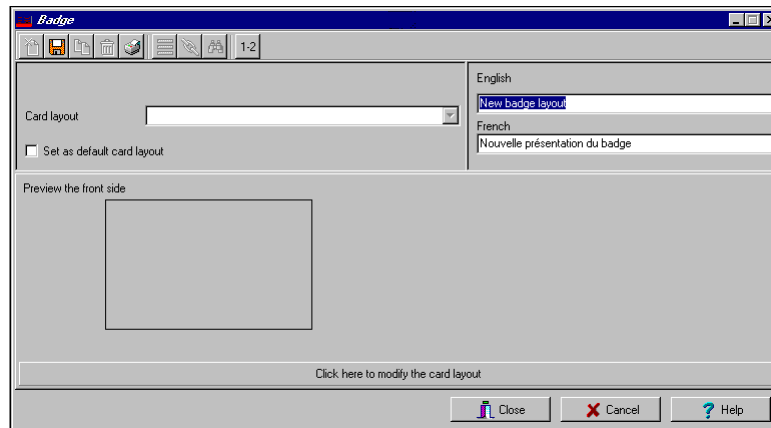 Badge
1-2
English
New badge layout
Card layout
French
Nouvelle présentation du badge
Set as default card layout
Preview the front side
Click here to modify the card layout
Close
Cancel
? Help